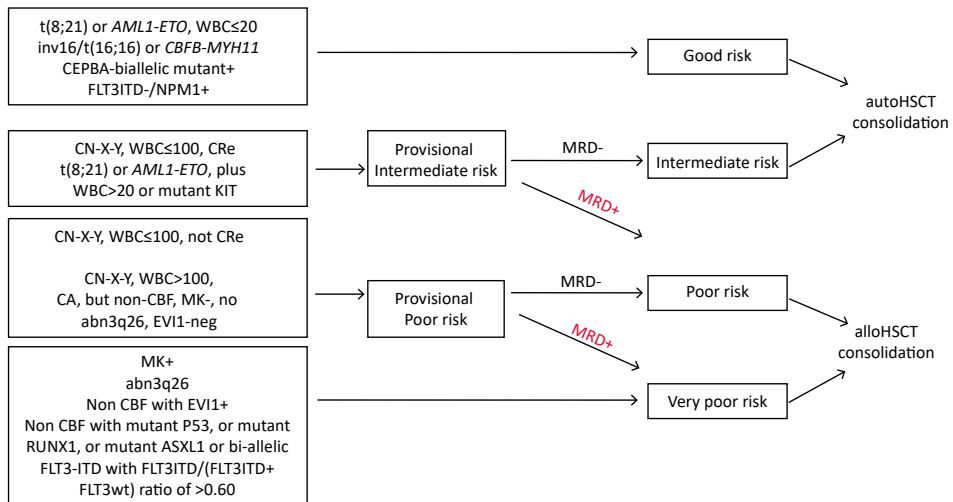 t(8;21) or AML1-ETO, WBC≤20
inv16/t(16;16) or CBFB-MYH11
CEPBA-biallelic mutant+
FLT3ITD-/NPM1+
Good risk
autoHSCT
consolidation
CN-X-Y, WBC≤100, CRe
t(8;21) or AML1-ETO, plus
WBC>20 or mutant KIT
Provisional
Intermediate risk
MRD-
Intermediate risk
MRD+
CN-X-Y, WBC≤100, not CRe
CN-X-Y, WBC>100,
CA, but non-CBF, MK-, no
abn3q26, EVI1-neg
Provisional
Poor risk
MRD-
Poor risk
MRD+
alloHSCT
consolidation
MK+
abn3q26
Non CBF with EVI1+
Non CBF with mutant P53, or mutant
RUNX1, or mutant ASXL1 or bi-allelic
FLT3-ITD with FLT3ITD/(FLT3ITD+
FLT3wt) ratio of >0.60
Very poor risk